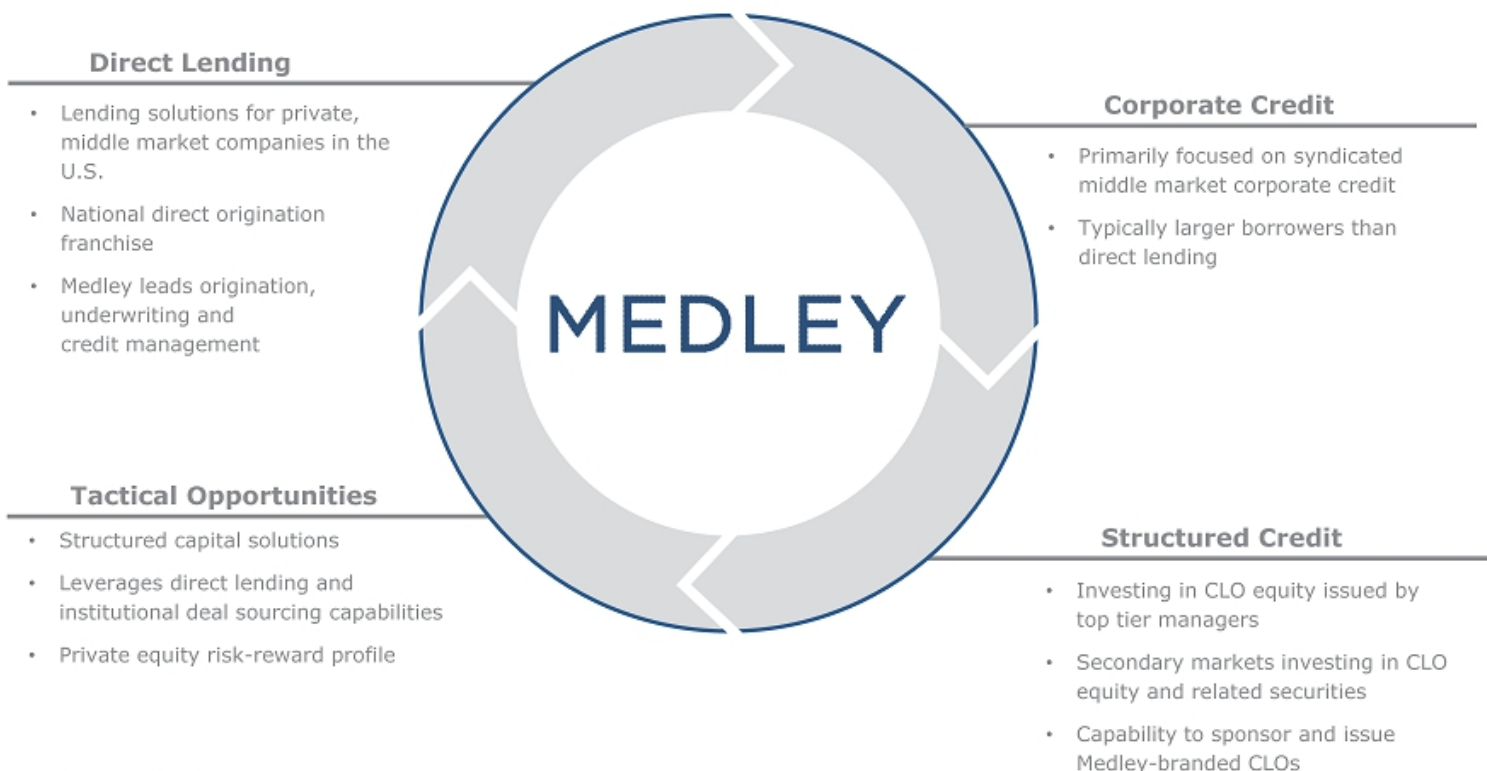 Direct Lending
• Lending solutions for private,
middle market companies in the
U.S.
• National direct origination
franchise
• Medley leads origination,
underwriting and
credit management
Corporate Credit
• Primarily focused on syndicated
middle market corporate credit
• Typically larger borrowers than
direct lending
MEDLEY
Tactical Opportunities
• Structured capital solutions
• Leverages direct lending and
institutional deal sourcing capabilities
• Private equity risk-reward profile
Structured Credit
• Investing in CLO equity issued by
top tier managers
• Secondary markets investing in CLO
equity and related securities
• Capability to sponsor and issue
Medley-branded CLOs